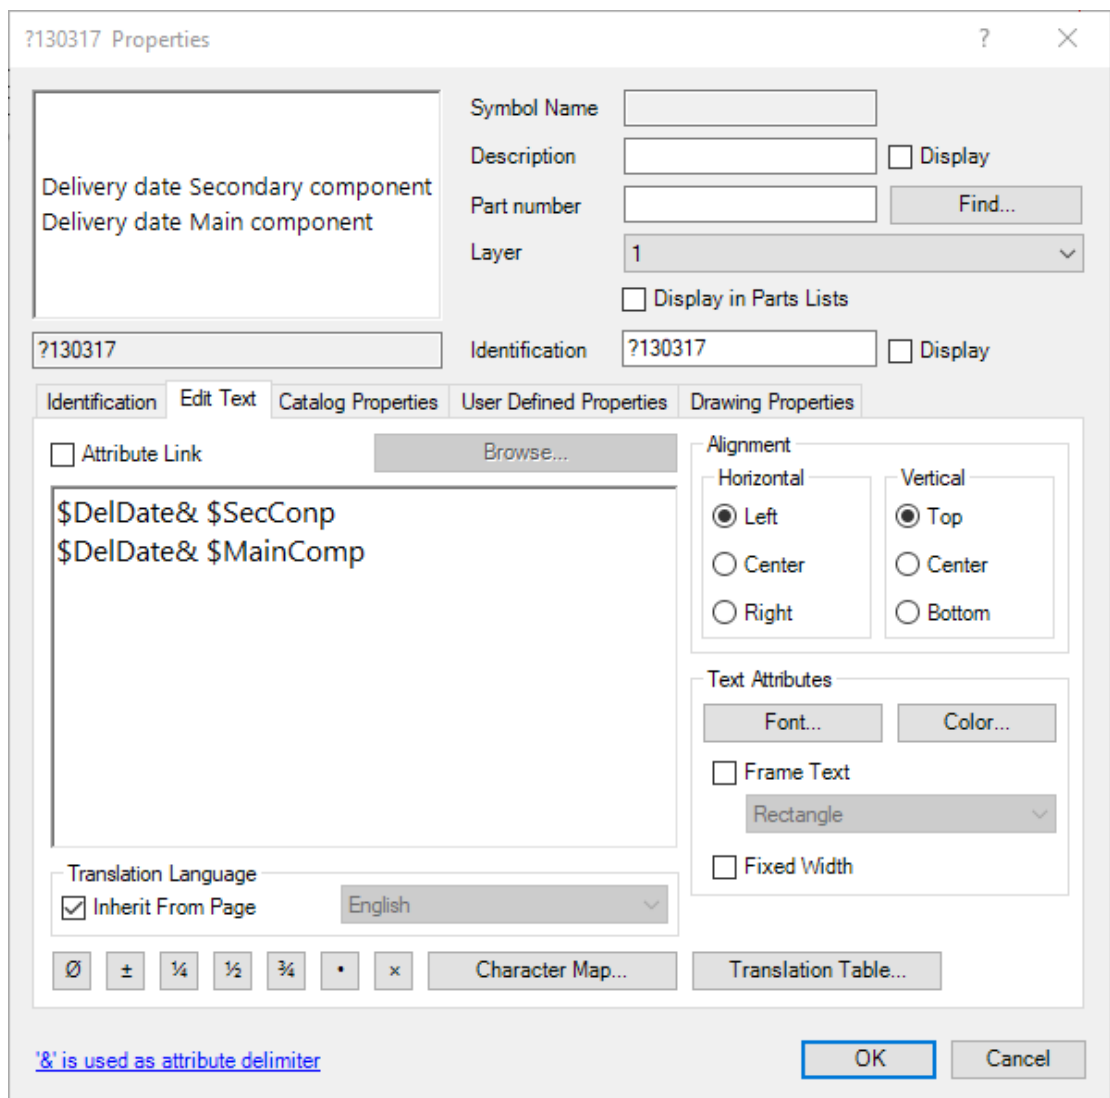 ?130317 Properties
?
Delivery date Secondary component
Delivery date Main component
?130317
Symbol Name
Description
Display
Part number
Find...
Layer
1
Display in Parts Lists
Identification
?130317
Display
Identification
Edit Text
Catalog Properties
User Defined Properties
Drawing Properties
Attribute Link
Browse...
$DelDate& $SecConp
$DelDate& $MainComp
Alignment
Horizontal
Left
Center
Right
Vertical
Top
Center
Bottom
Text Attributes
Font...
Color...
Frame Text
Rectangle
Fixed Width
Translation Language
Inherit From Page
English
Ø
±
¼
½
¾
•
×
Character Map...
Translation Table...
'&' is used as attribute delimiter
OK
Cancel